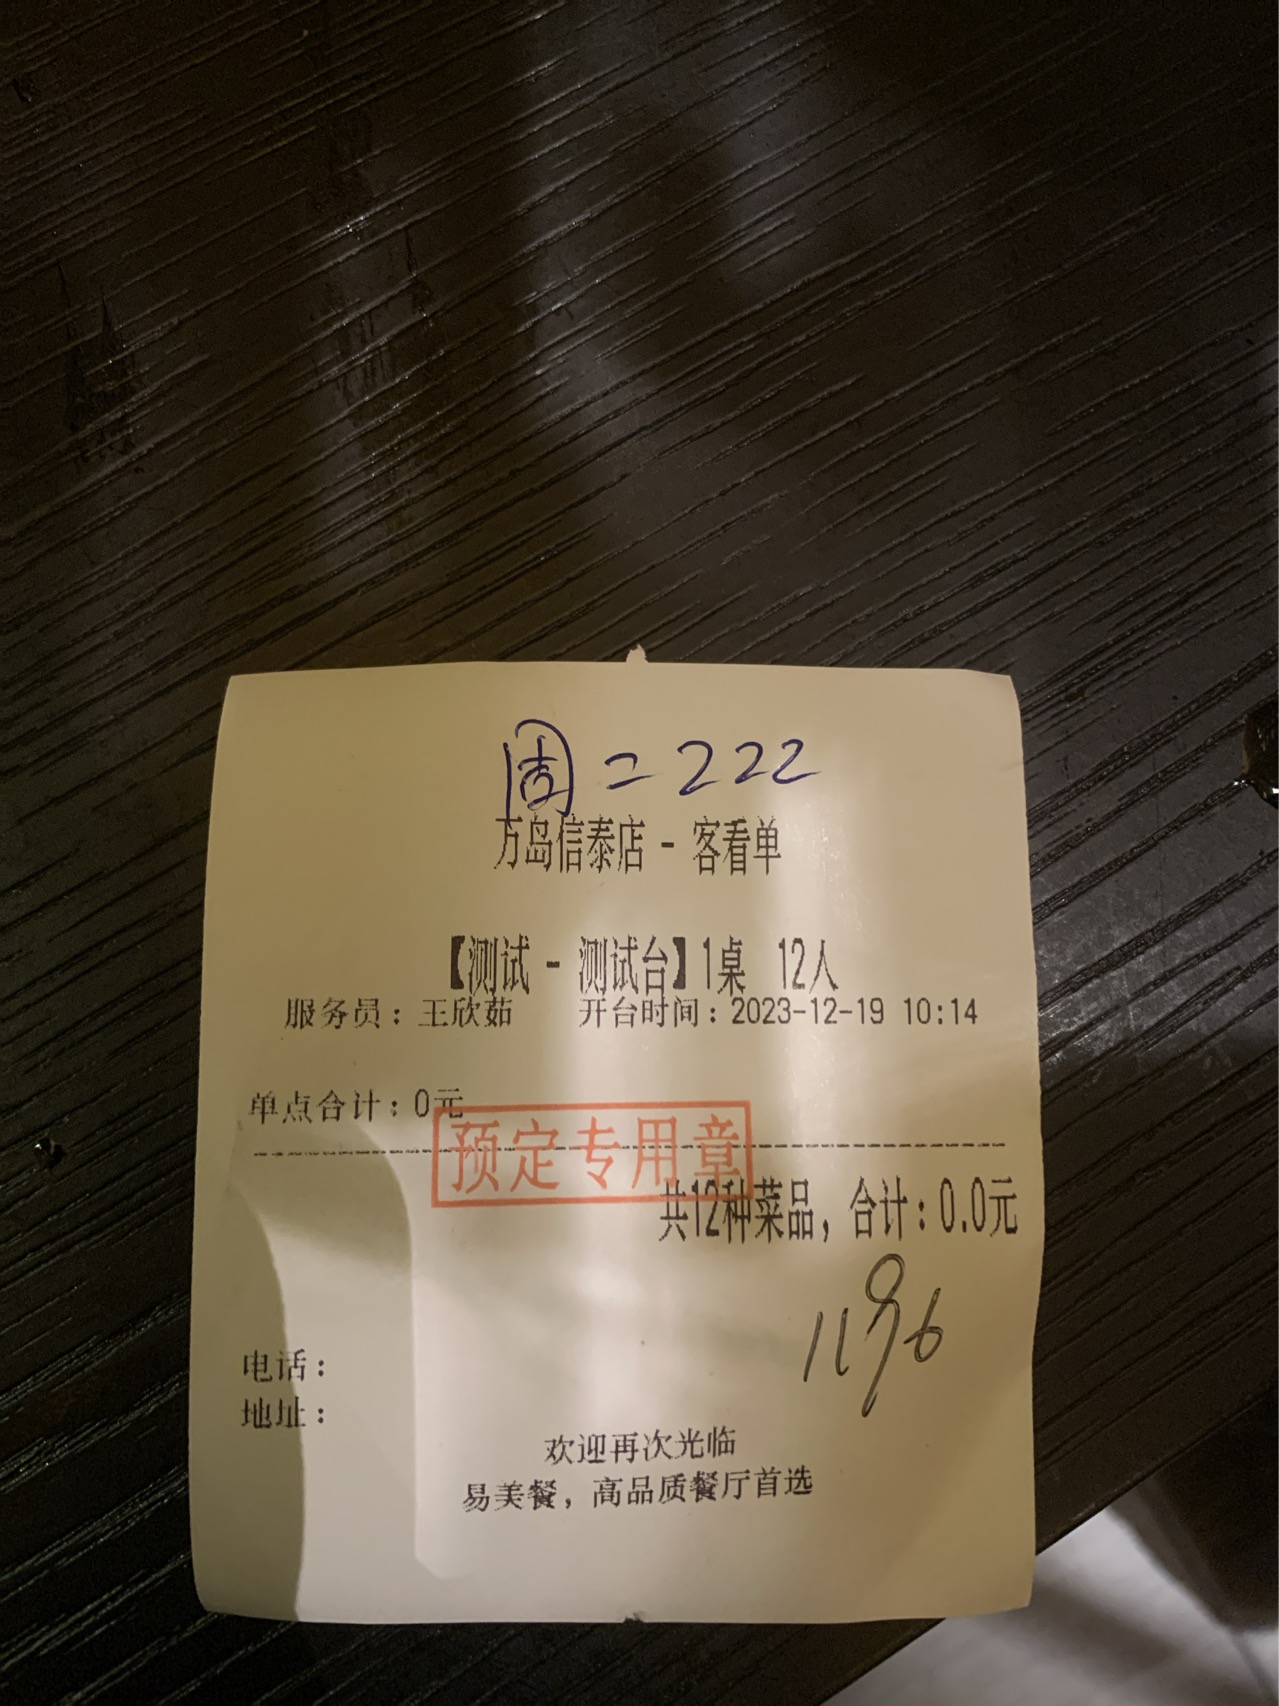 周二222
万岛信泰店 - 客看单
【测试 - 测试台】1桌 12人
服务员：王欣茹 开台时间：2023-12-19 10:14
单点合计：0元
预定专用章
共12种菜品，合计：0.0元
1196
电话：
地址：
欢迎再次光临
易美餐，高品质餐厅首选